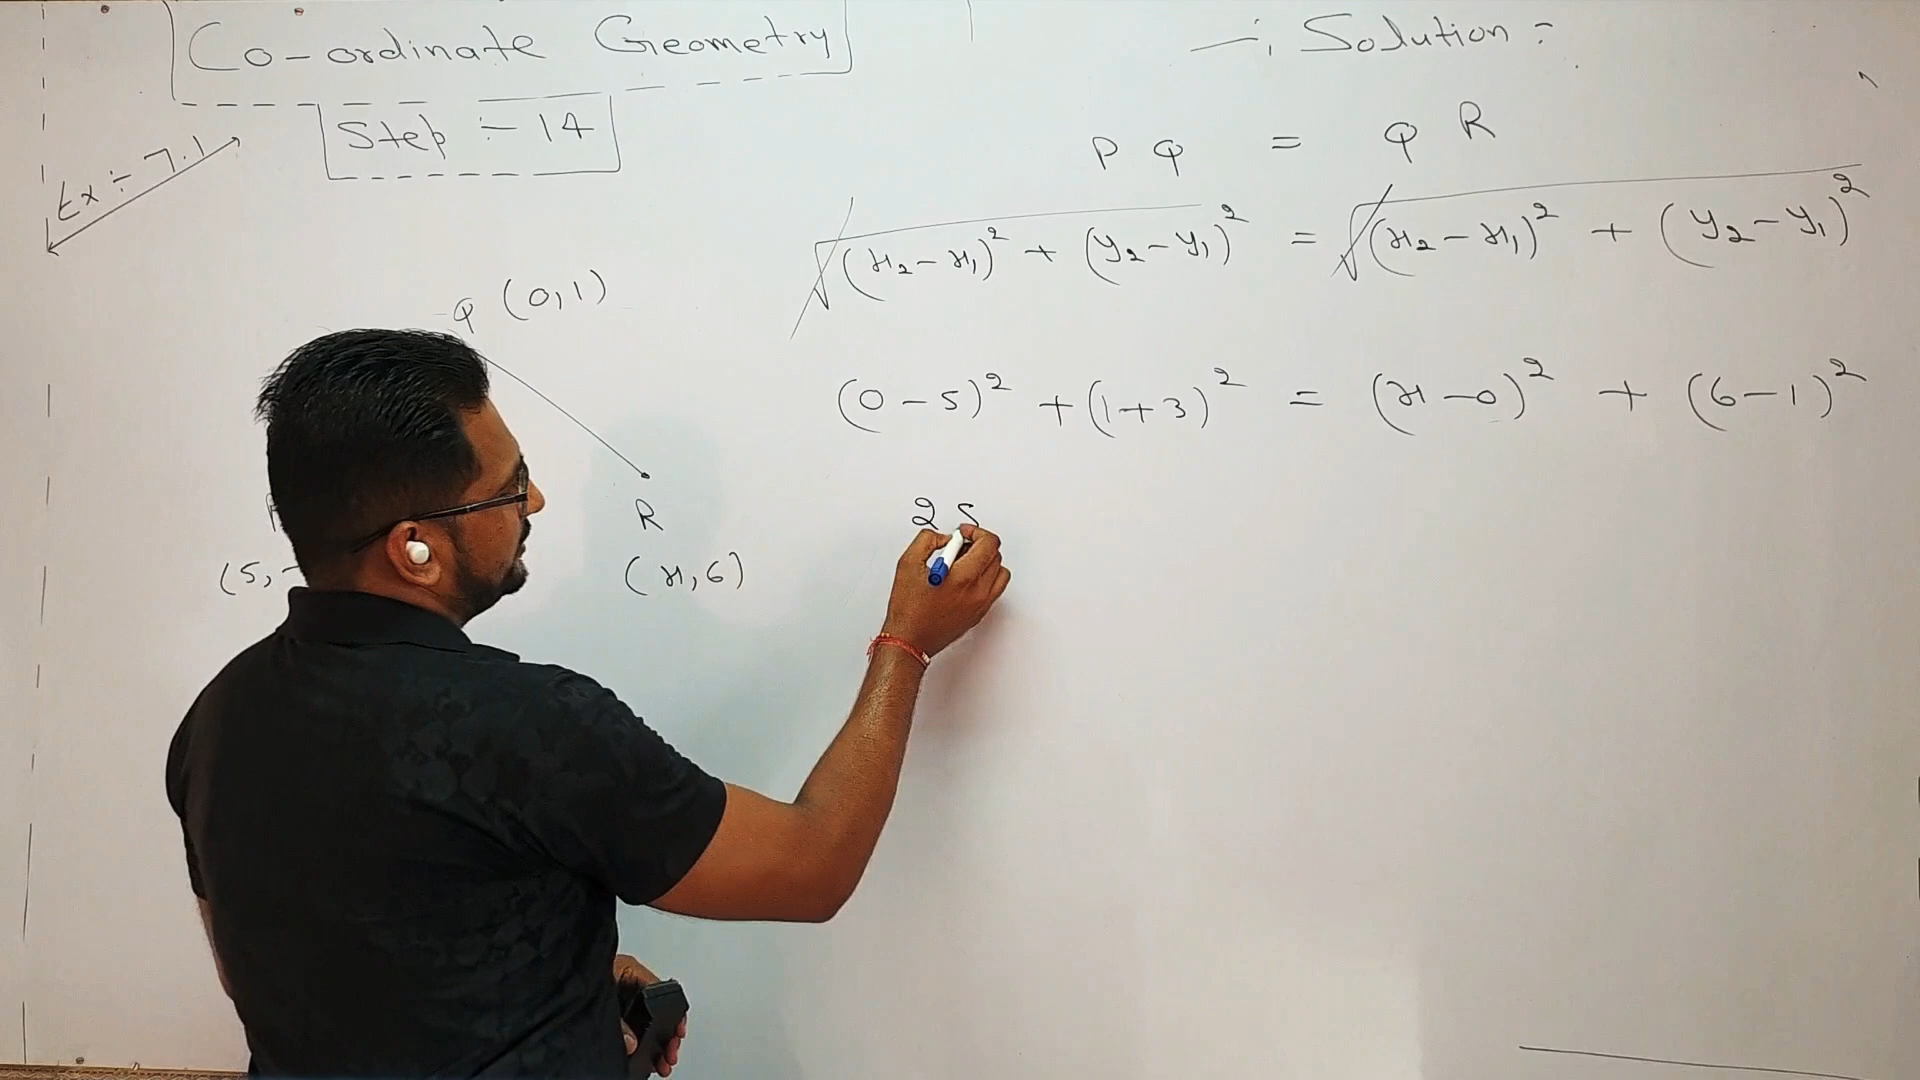 Co-ordinate Geometry
Step :- 14
Ex :- 7.1
Q (0,1)
R
(5,-
(x,6)
Solution :-
PQ = QR
√(x₂-x₁)² + (y₂-y₁)² = √(x₂-x₁)² + (y₂-y₁)²
(0-5)² + (1+3)² = (x-0)² + (6-1)²
25